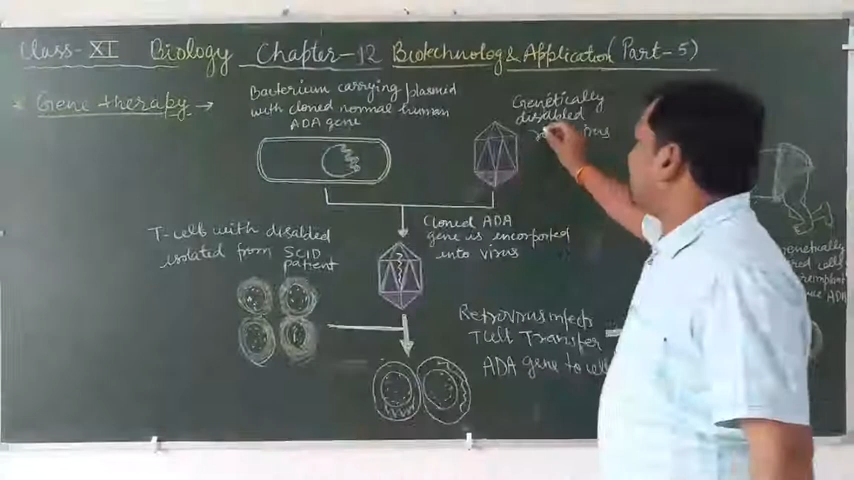 Class-XI Biology Chapter-12 Biotechnology & Application (Part-5)
* Gene therapy →
Bacterium carrying plasmid
with cloned normal human
ADA gene
Genetically
disabled
T-cell with disabled
isolated from SCID
patient
Cloned ADA
gene is encorported
into virus
Retrovirus infects
T Cell Transfer
ADA gene to cell